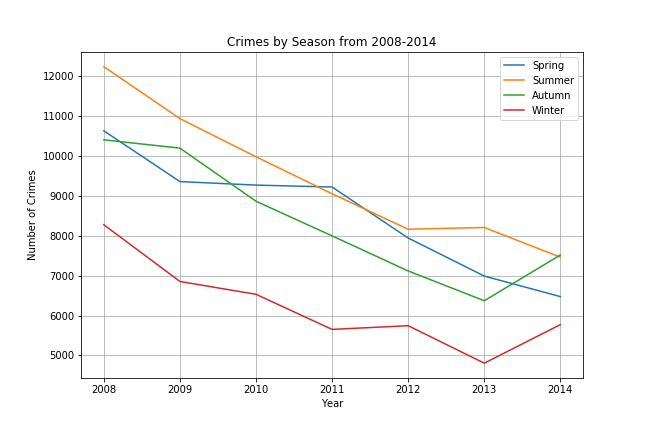 Crimes by Season from 2008-2014
Spring
Summer
Autumn
Winter
12000
11000
10000
9000
8000
7000
6000
5000
Number of Crimes
2008 2009 2010 2011 2012 2013 2014
Year